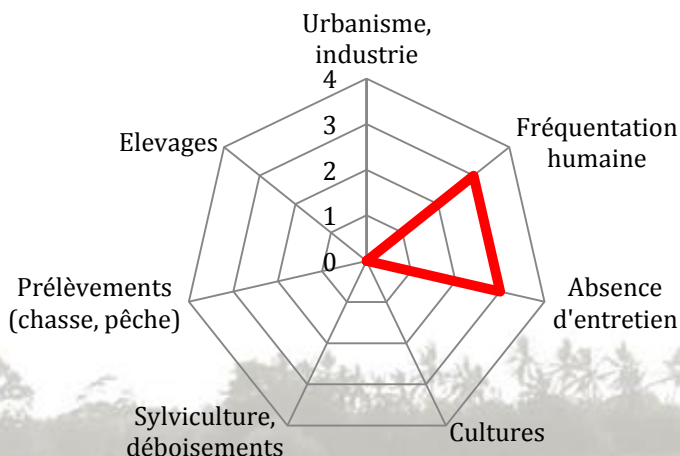 Urbanisme,
industrie
4
3
2
1
0
Fréquentation
humaine
Absence
d'entretien
Cultures
Sylviculture,
déboisements
Prélèvements
(chasse, pêche)
Elevages